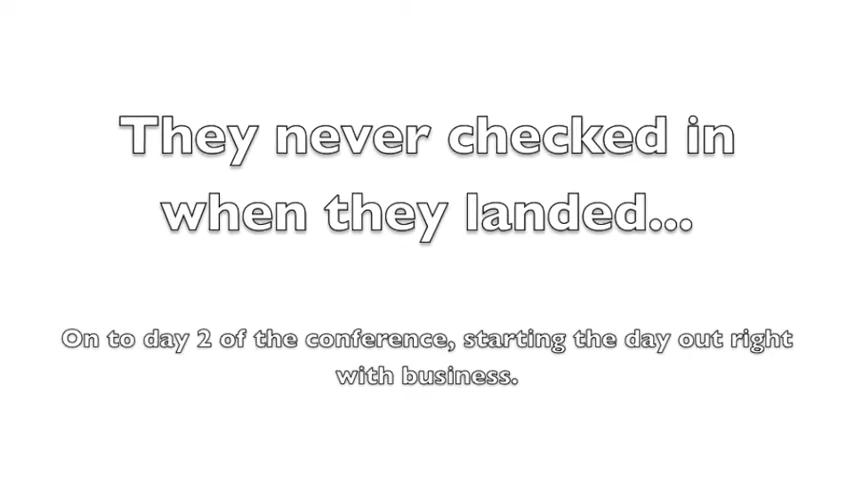 They never checked in
when they landed...
On to day 2 of the conference, starting the day out right
with business.